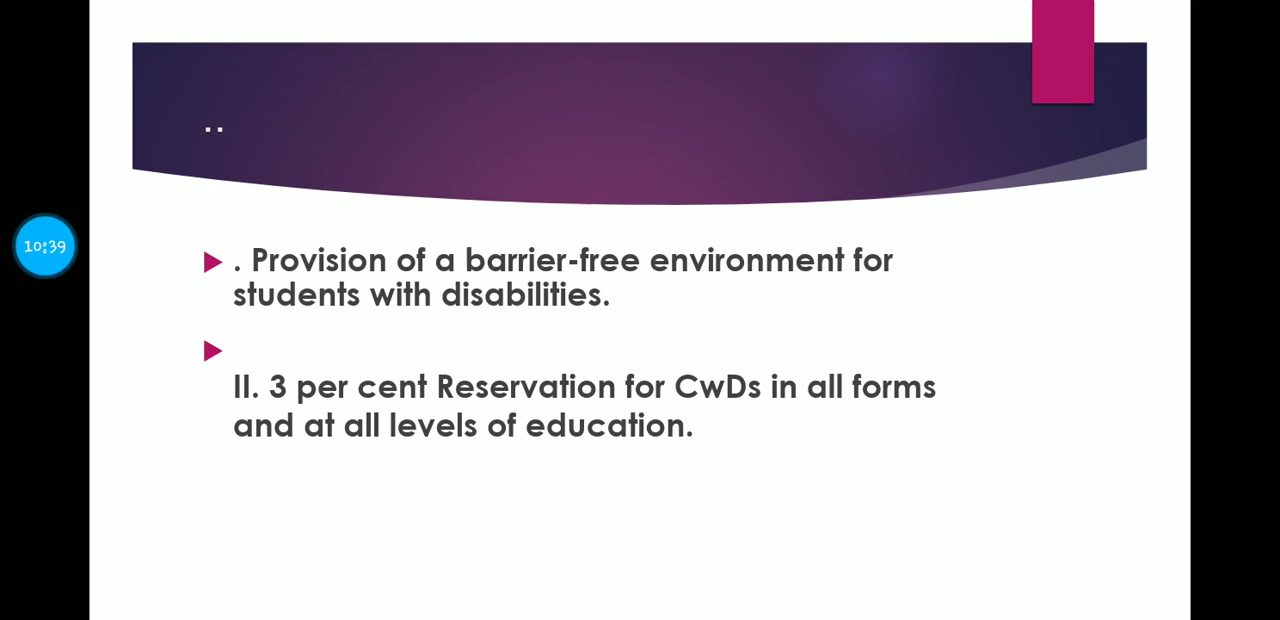 ..
10:39
. Provision of a barrier-free environment for
students with disabilities.
II. 3 per cent Reservation for CwDs in all forms
and at all levels of education.